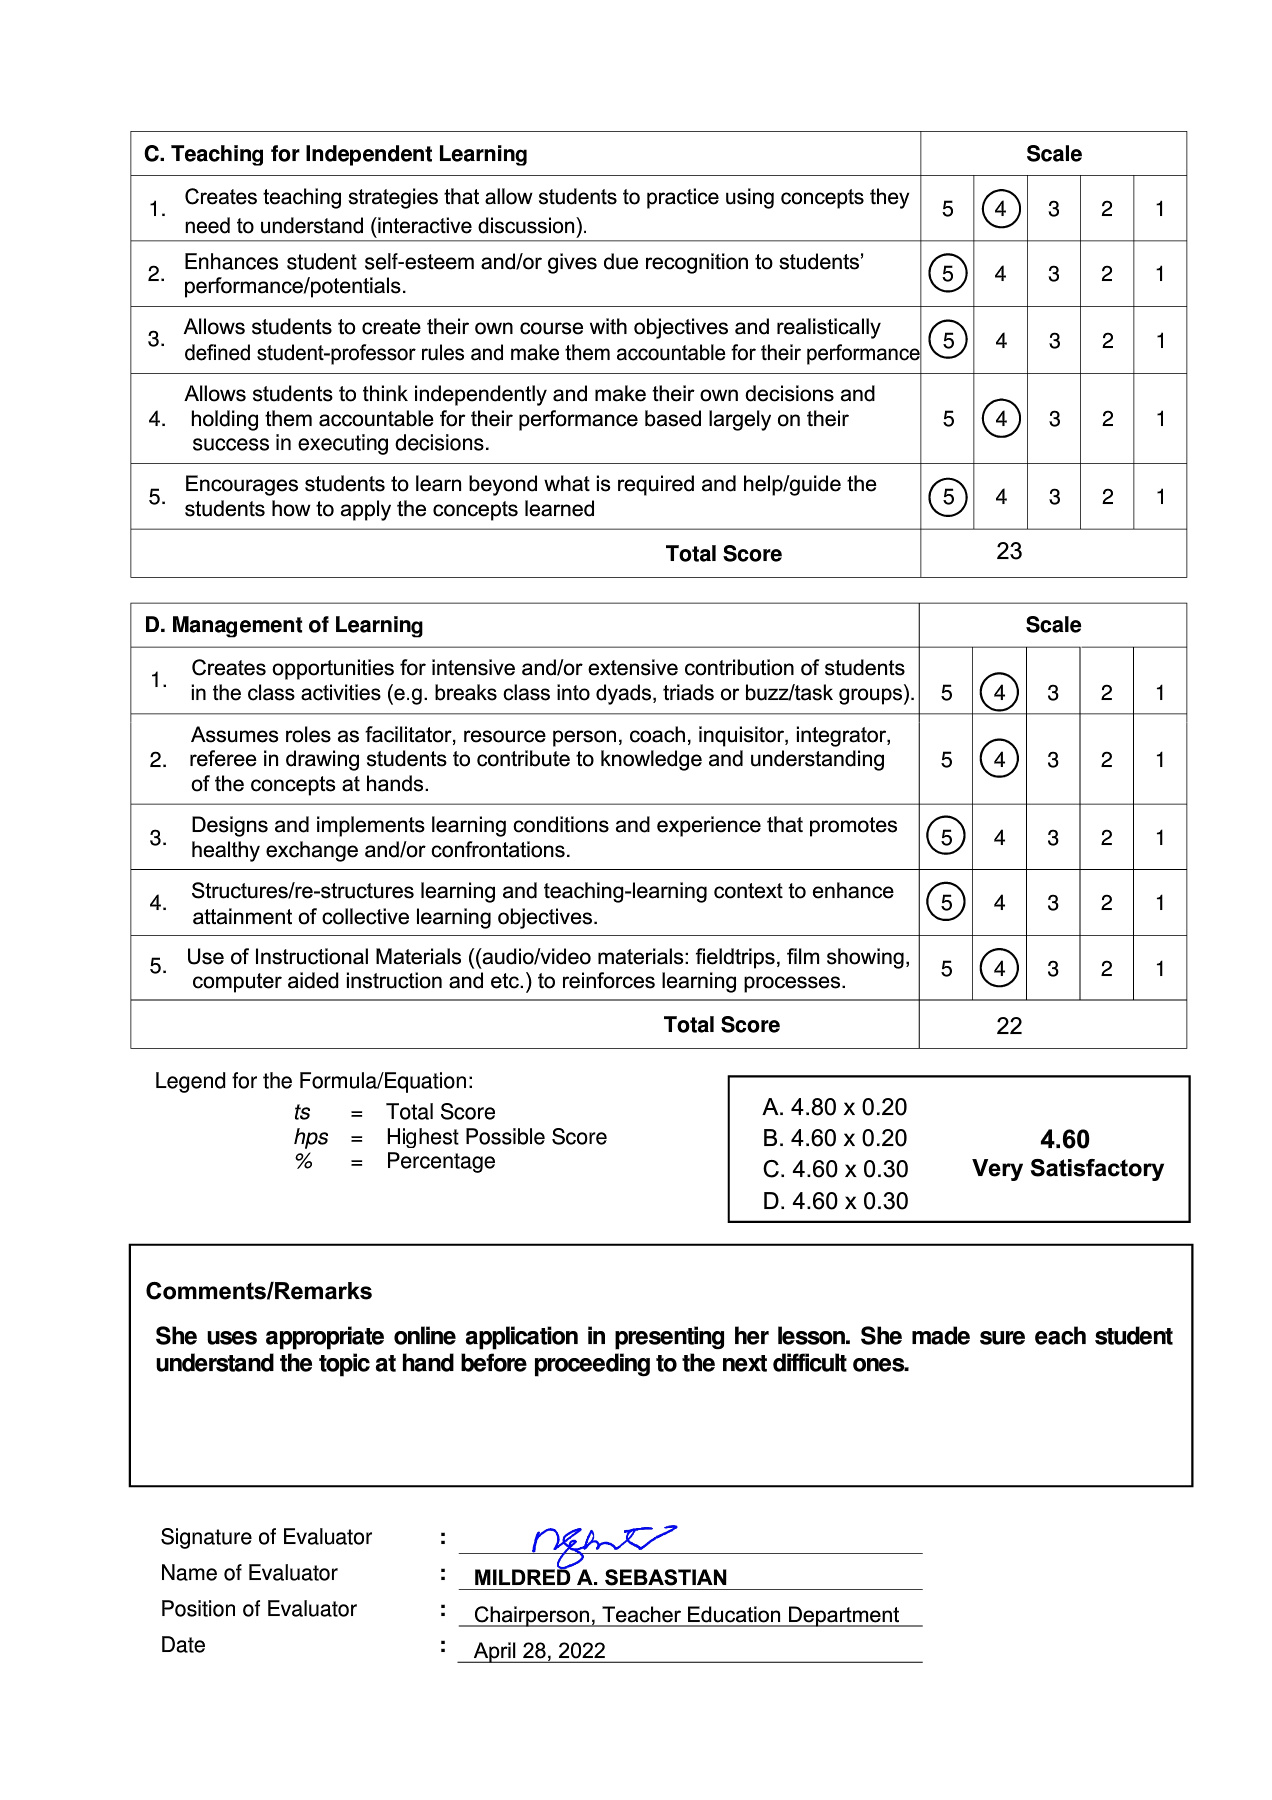 C. Teaching for Independent Learning Scale
1. Creates teaching strategies that allow students to practice using concepts they
need to understand (interactive discussion). 5 4 3 2 1
2. Enhances student self-esteem and/or gives due recognition to students’
performance/potentials. 5 4 3 2 1
3. Allows students to create their own course with objectives and realistically
defined student-professor rules and make them accountable for their performance 5 4 3 2 1
Allows students to think independently and make their own decisions and
4. holding them accountable for their performance based largely on their 5 4 3 2 1
success in executing decisions.
5. Encourages students to learn beyond what is required and help/guide the
students how to apply the concepts learned 5 4 3 2 1
Total Score 23
D. Management of Learning Scale
1. Creates opportunities for intensive and/or extensive contribution of students
in the class activities (e.g. breaks class into dyads, triads or buzz/task groups). 5 4 3 2 1
Assumes roles as facilitator, resource person, coach, inquisitor, integrator,
2. referee in drawing students to contribute to knowledge and understanding 5 4 3 2 1
of the concepts at hands.
3. Designs and implements learning conditions and experience that promotes
healthy exchange and/or confrontations. 5 4 3 2 1
4. Structures/re-structures learning and teaching-learning context to enhance
attainment of collective learning objectives. 5 4 3 2 1
5. Use of Instructional Materials ((audio/video materials: fieldtrips, film showing,
computer aided instruction and etc.) to reinforces learning processes. 5 4 3 2 1
Total Score 22
Legend for the Formula/Equation:
ts = Total Score
hps = Highest Possible Score
% = Percentage
A. 4.80 x 0.20
B. 4.60 x 0.20
C. 4.60 x 0.30
D. 4.60 x 0.30
4.60
Very Satisfactory
Comments/Remarks
She uses appropriate online application in presenting her lesson. She made sure each student
understand the topic at hand before proceeding to the next difficult ones.
Signature of Evaluator :
Name of Evaluator : MILDRED A. SEBASTIAN
Position of Evaluator : Chairperson, Teacher Education Department
Date : April 28, 2022